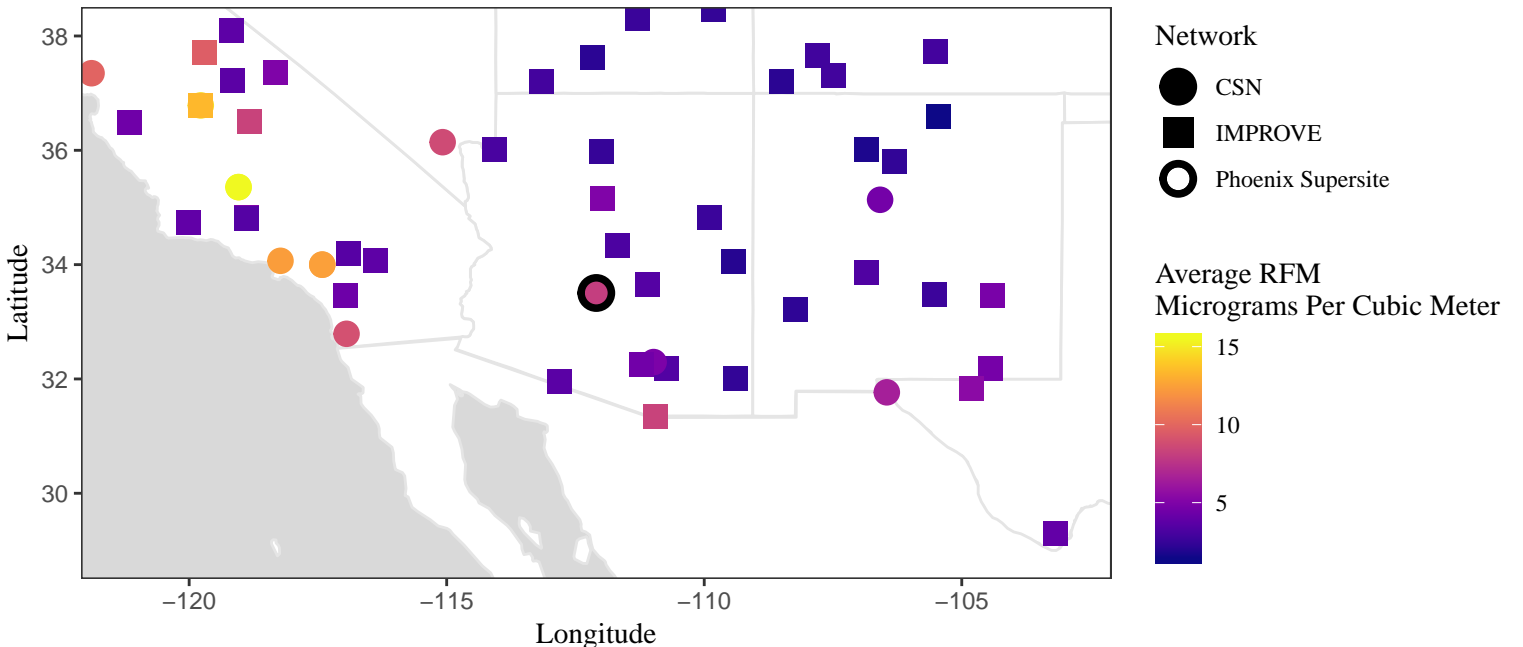 38
36
34
32
30
Latitude
−120
−115
−110
−105
Longitude
Network
CSN
IMPROVE
Phoenix Supersite
Average RFM
Micrograms Per Cubic Meter
15
10
5